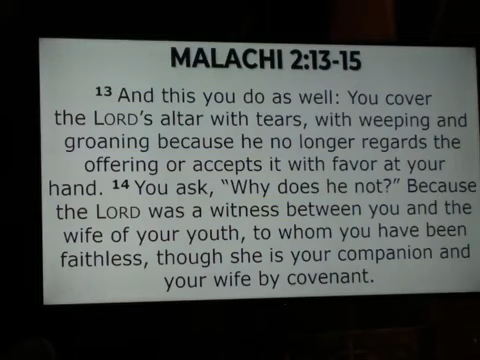 MALACHI 2:13-15
13 And this you do as well: You cover
the LORD's altar with tears, with weeping and
groaning because he no longer regards the
offering or accepts it with favor at your
hand. 14 You ask, “Why does he not?” Because
the LORD was a witness between you and the
wife of your youth, to whom you have been
faithless, though she is your companion and
your wife by covenant.